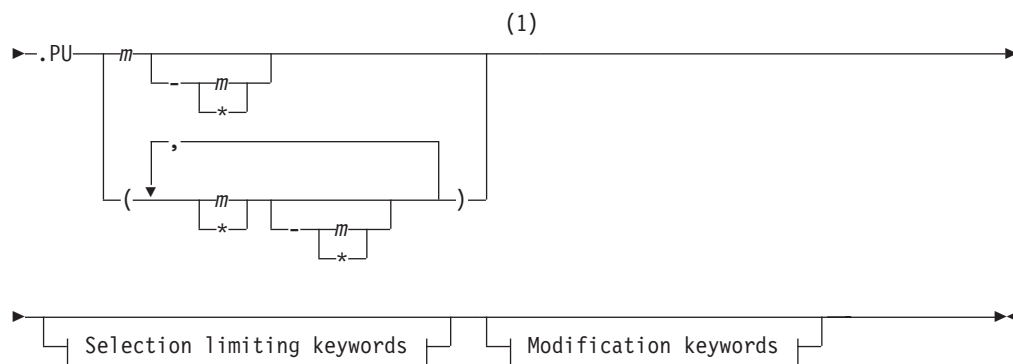 (1)
.PU m
- m
*
,
( m )
*
- m
*
Selection limiting keywords Modification keywords